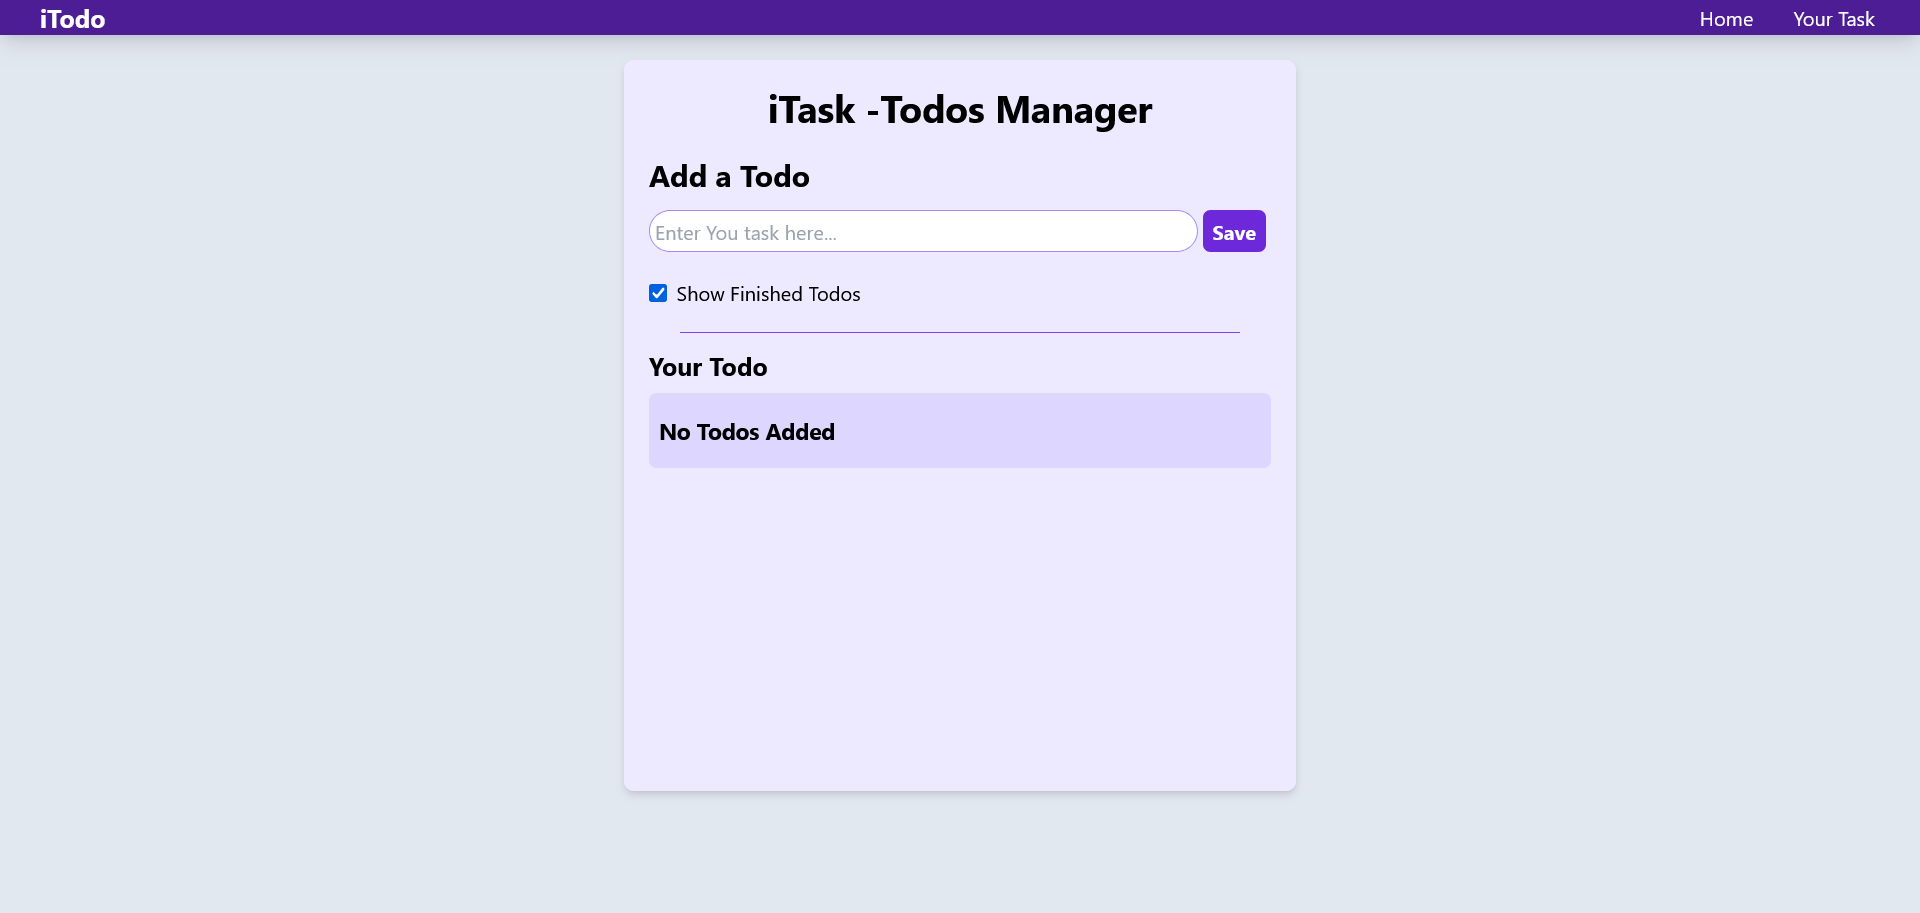 iTodo Home Your Task
iTask -Todos Manager
Add a Todo
Enter You task here...
Save
Show Finished Todos
Your Todo
No Todos Added